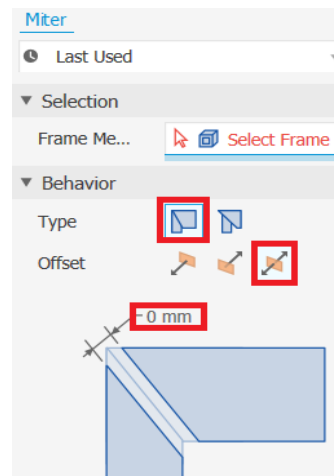 Miter
Last Used
Selection
Frame Me... Select Frame
Behavior
Type
Offset
0 mm